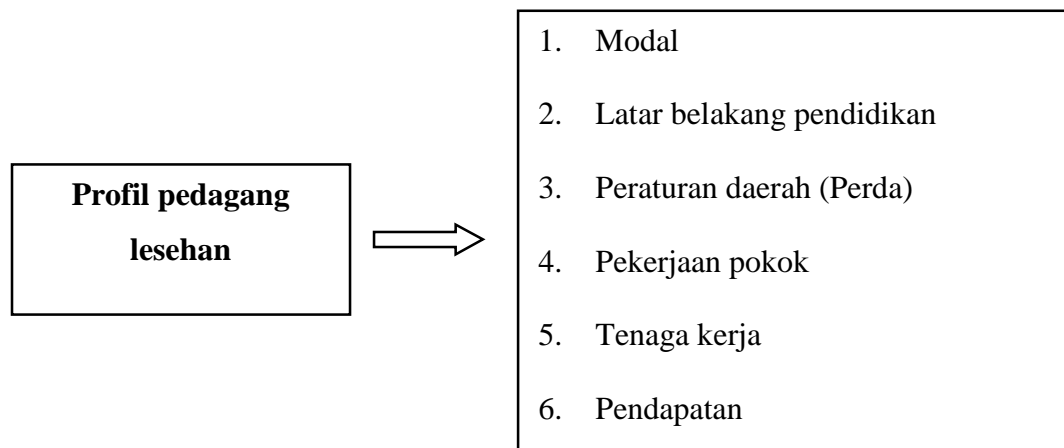 Profil pedagang
lesehan
1. Modal
2. Latar belakang pendidikan
3. Peraturan daerah (Perda)
4. Pekerjaan pokok
5. Tenaga kerja
6. Pendapatan